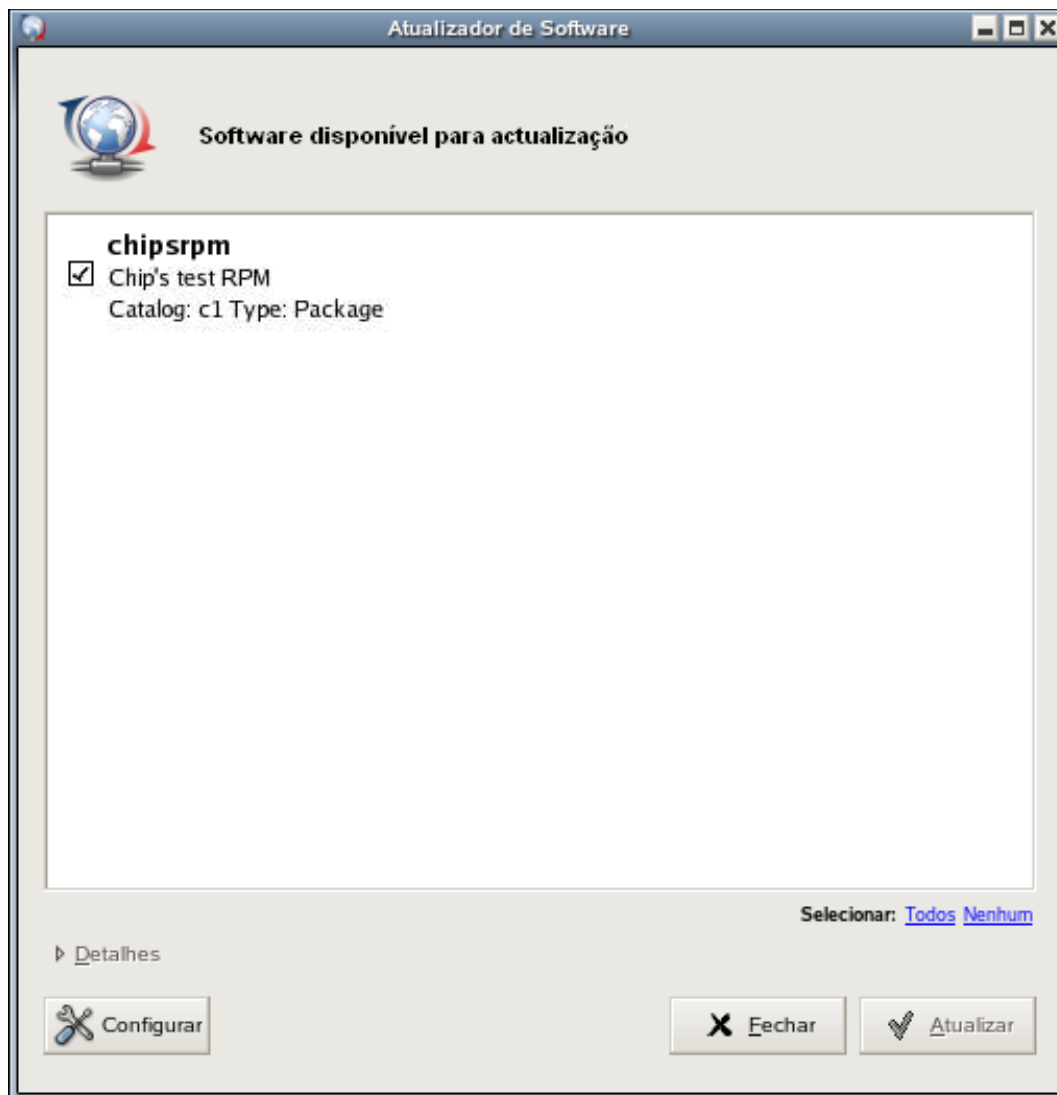 Atualizador de Software
Software disponível para actualização
chipsrpm
Chip's test RPM
Catalog: c1 Type: Package
Selecionar: Todos Nenhum
Detalhes
Configurar
Fechar
Atualizar